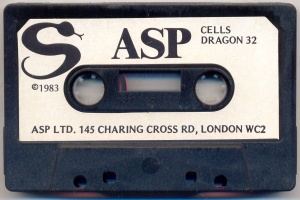 ASP
CELLS
DRAGON 32
©1983
ASP LTD. 145 CHARING CROSS RD, LONDON WC2